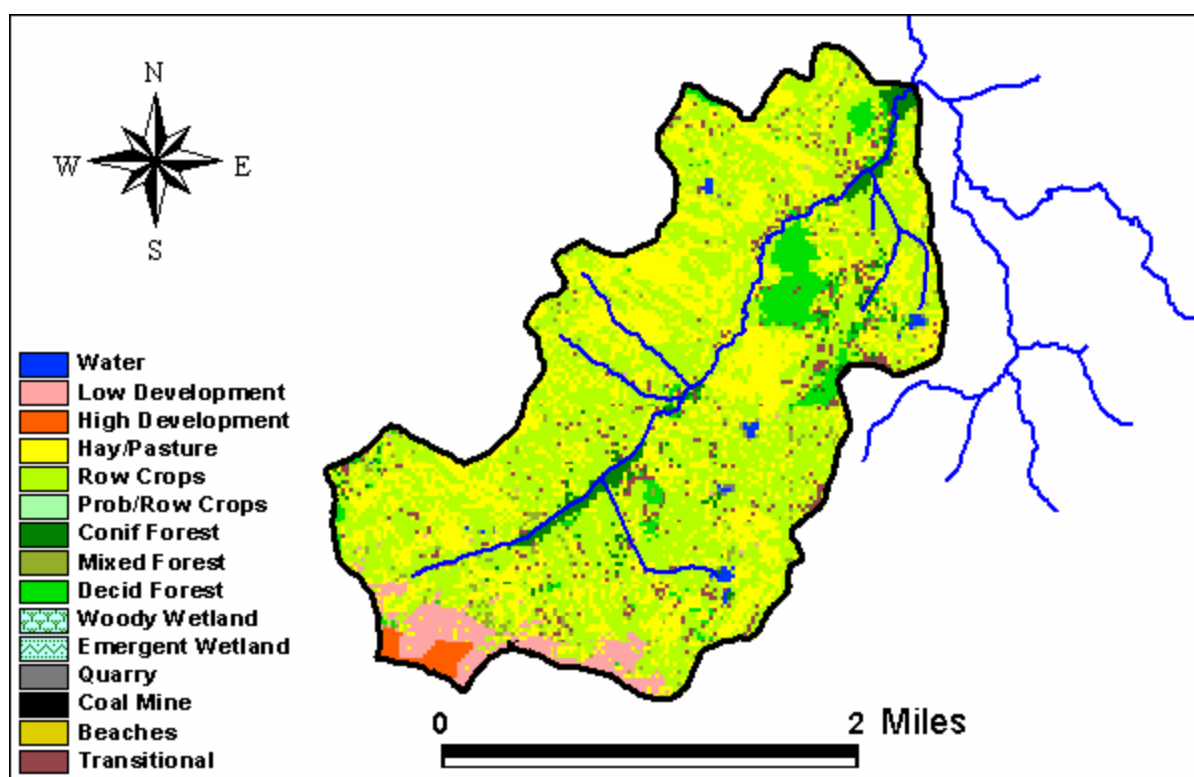 N
W E
S
Water
Low Development
High Development
Hay/Pasture
Row Crops
Prob/Row Crops
Conif Forest
Mixed Forest
Decid Forest
Woody Wetland
Emergent Wetland
Quarry
Coal Mine
Beaches
Transitional
0 2 Miles